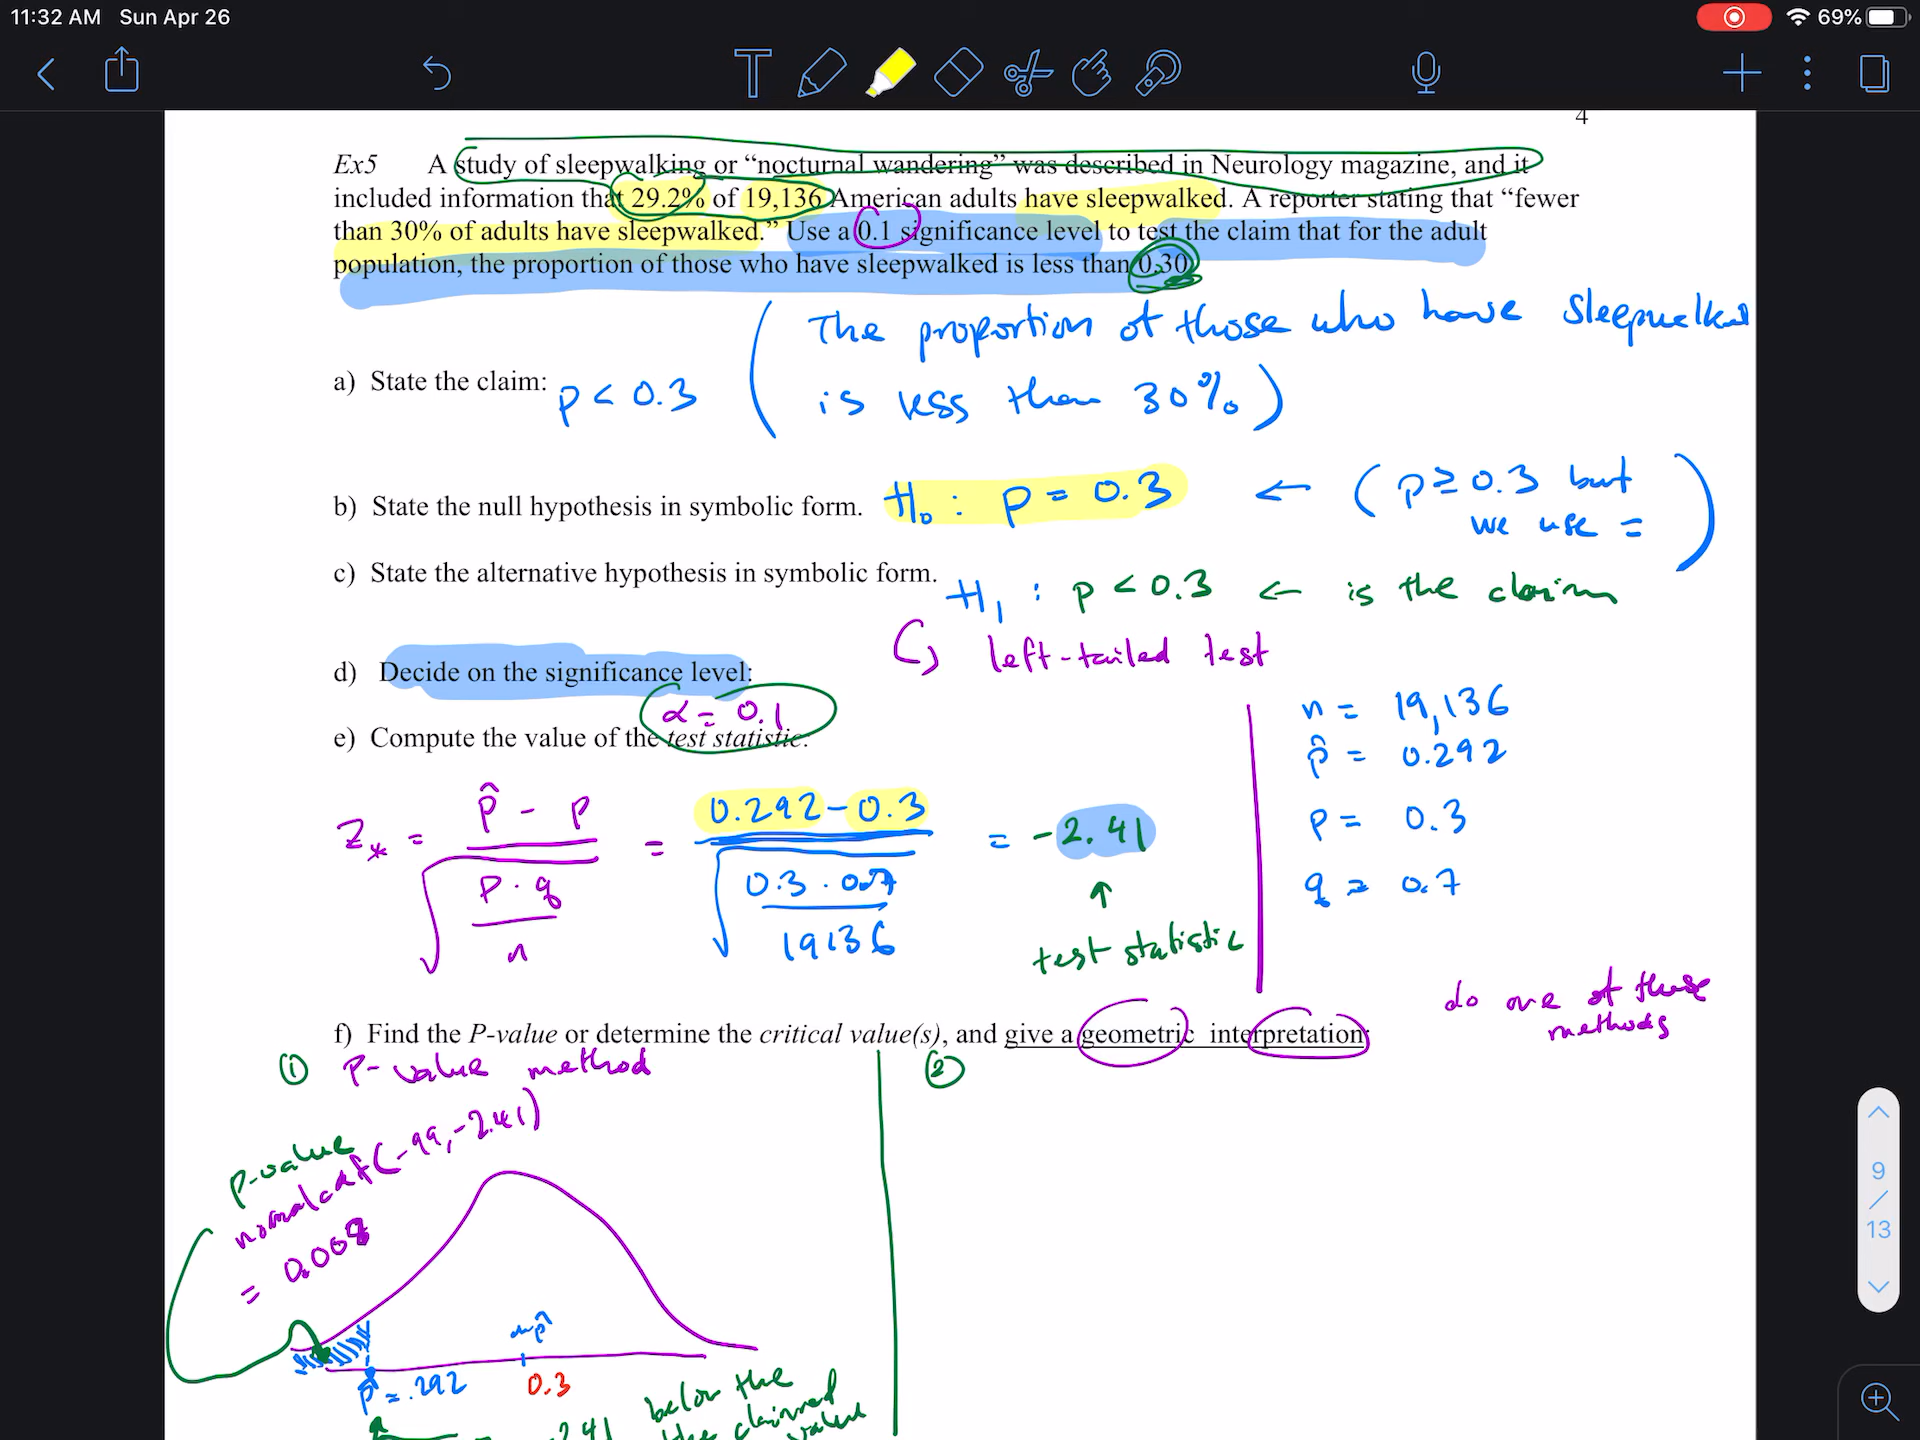 11:32 AM Sun Apr 26
69%
4
Ex5 A study of sleepwalking or “nocturnal wandering” was described in Neurology magazine, and it
included information that 29.2% of 19,136 American adults have sleepwalked. A reporter stating that “fewer
than 30% of adults have sleepwalked.” Use a 0.1 significance level to test the claim that for the adult
population, the proportion of those who have sleepwalked is less than 0.30.
(The proportion of those who have sleepwalked
is less than 30%)
a) State the claim: p < 0.3
b) State the null hypothesis in symbolic form. H₀ : p = 0.3 ← (p ≥ 0.3 but
we use =)
c) State the alternative hypothesis in symbolic form.
H₁ : p < 0.3 ← is the claim
left-tailed test
d) Decide on the significance level:
α = 0.1
e) Compute the value of the test statistic:
n = 19,136
p̂ = 0.292
p = 0.3
q = 0.7
Z* = p̂ - p / √(p · q / n) = 0.292 - 0.3 / √(0.3 · 0.7 / 19136) = -2.41
↑
test statistic
do one of these
methods
f) Find the P-value or determine the critical value(s), and give a geometric interpretation:
① P-value method
②
p-value
normalcdf(-99, -2.41)
= 0.008
p̂ = .292
0.3
below the
the claimed
value
2.41
9
/
13